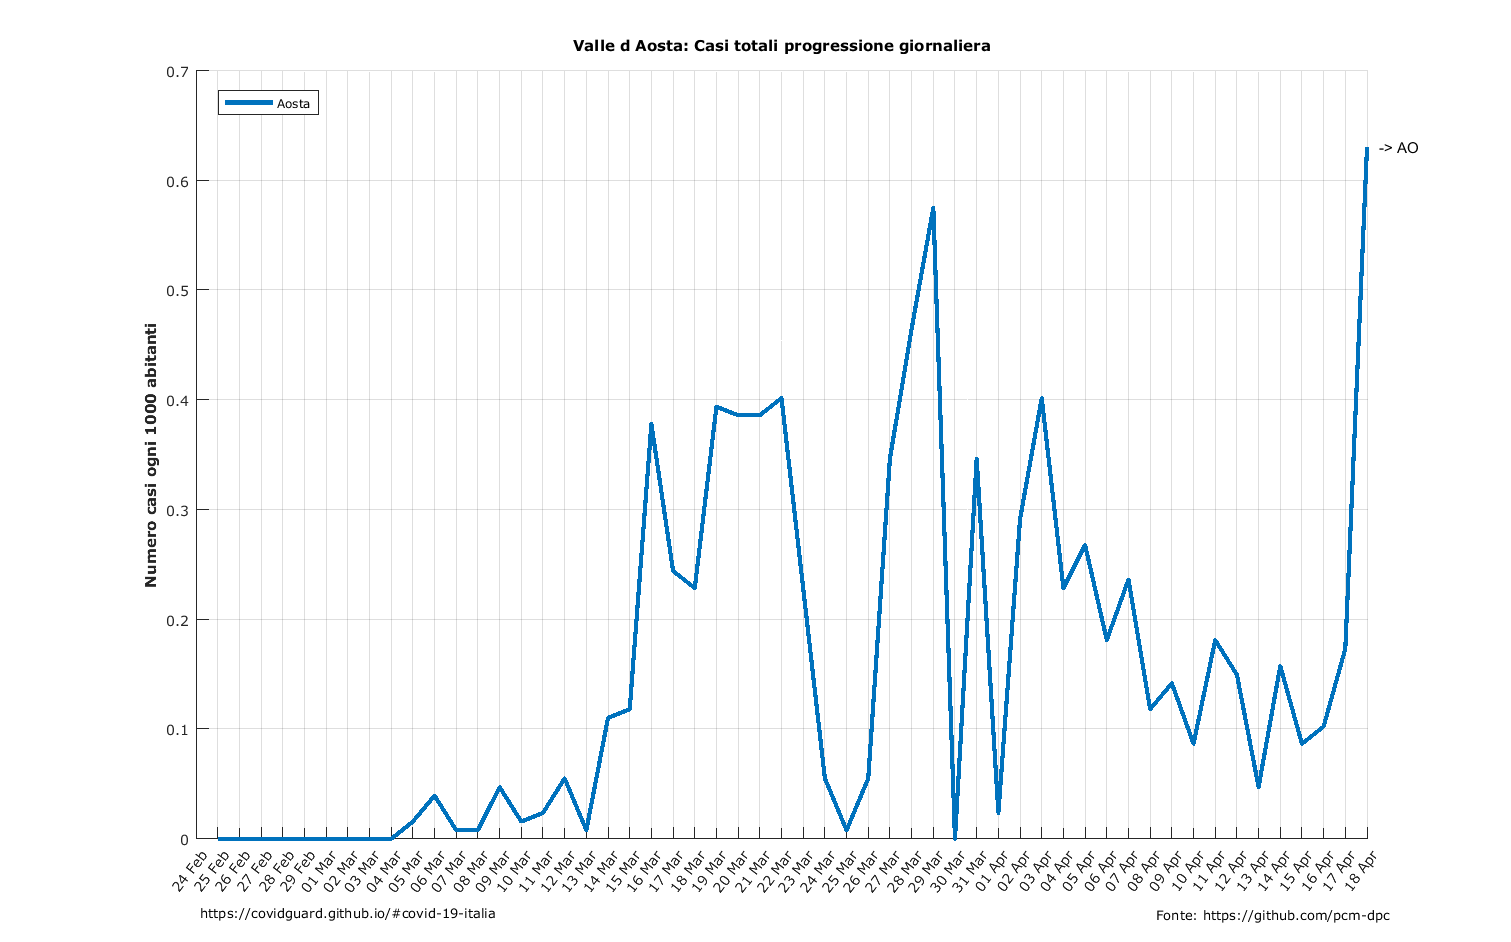 Valle d Aosta: Casi totali progressione giornaliera
0.7
0.6
0.5
0.4
0.3
0.2
0.1
0
Numero casi ogni 1000 abitanti
Aosta
-> AO
24 Feb
25 Feb
26 Feb
27 Feb
28 Feb
29 Feb
01 Mar
02 Mar
03 Mar
04 Mar
05 Mar
06 Mar
07 Mar
08 Mar
09 Mar
10 Mar
11 Mar
12 Mar
13 Mar
14 Mar
15 Mar
16 Mar
17 Mar
18 Mar
19 Mar
20 Mar
21 Mar
22 Mar
23 Mar
24 Mar
25 Mar
26 Mar
27 Mar
28 Mar
29 Mar
30 Mar
31 Mar
01 Apr
02 Apr
03 Apr
04 Apr
05 Apr
06 Apr
07 Apr
08 Apr
09 Apr
10 Apr
11 Apr
12 Apr
13 Apr
14 Apr
15 Apr
16 Apr
17 Apr
18 Apr
https://covidguard.github.io/#covid-19-italia
Fonte: https://github.com/pcm-dpc